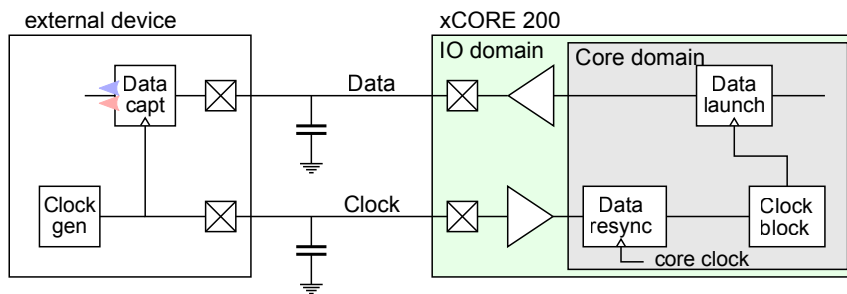 external device
xCORE 200
IO domain
Core domain
Data
capt
Data
Data
launch
Clock
gen
Clock
Data
resync
Clock
block
core clock